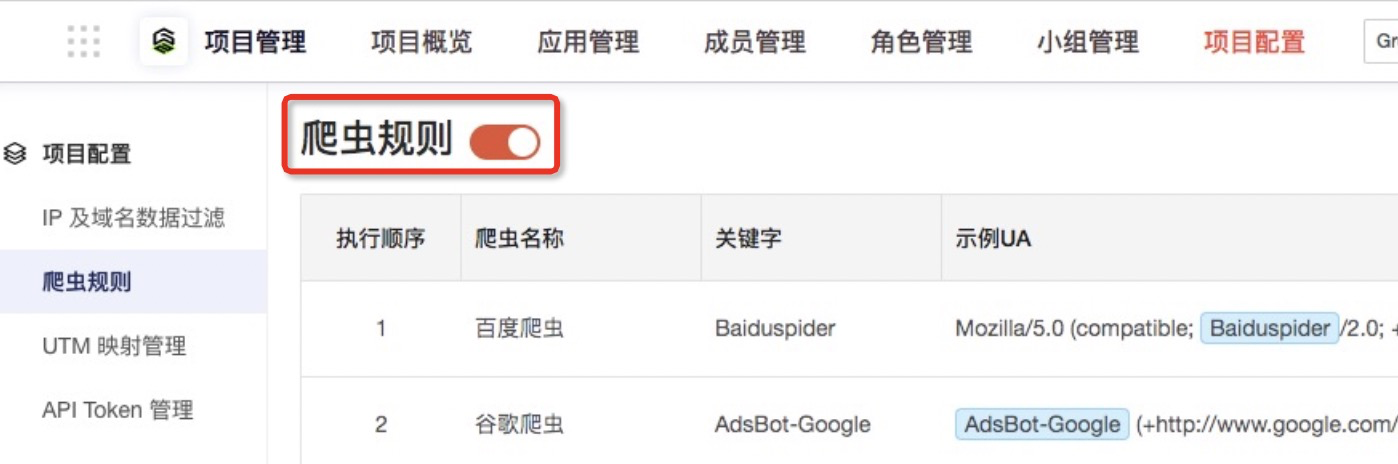 项目管理 项目概览 应用管理 成员管理 角色管理 小组管理 项目配置
项目配置
IP 及域名数据过滤
爬虫规则
UTM 映射管理
API Token 管理
爬虫规则
执行顺序 爬虫名称 关键字 示例UA
1 百度爬虫 Baiduspider Mozilla/5.0 (compatible; Baiduspider/2.0; +
2 谷歌爬虫 AdsBot-Google AdsBot-Google (+http://www.google.com/